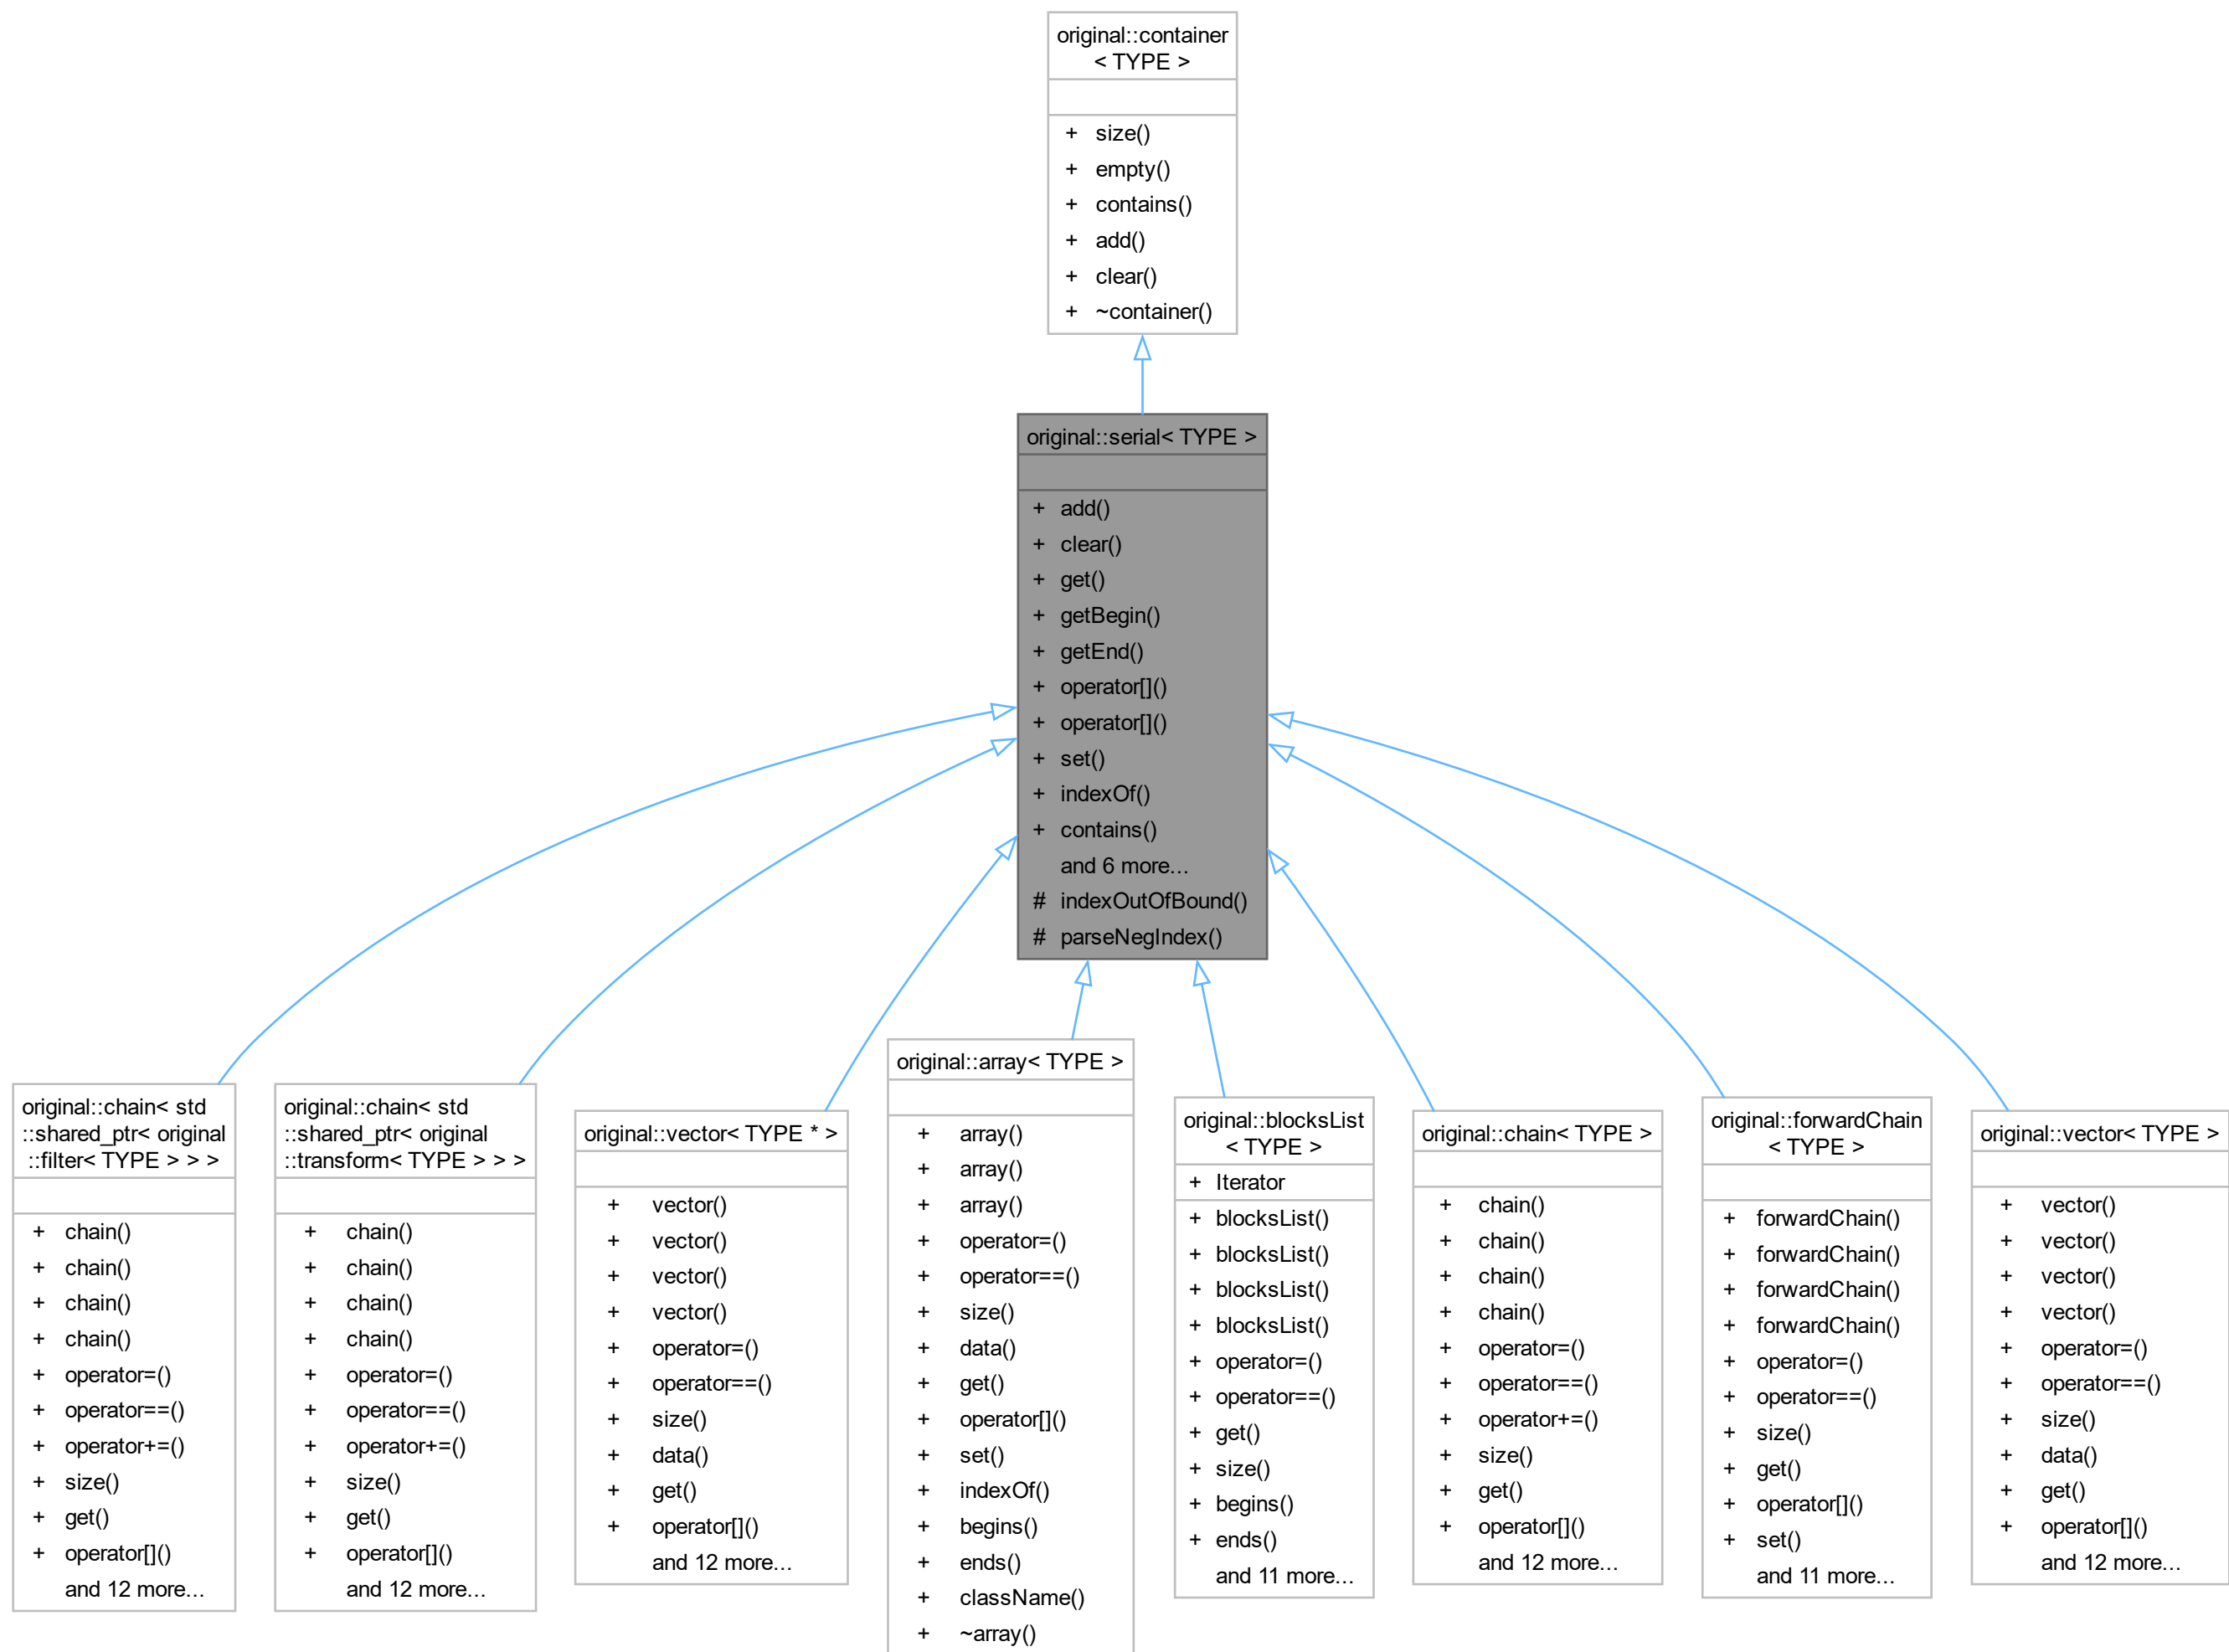 original::container
< TYPE >
+ size()
+ empty()
+ contains()
+ add()
+ clear()
+ ~container()
original::serial< TYPE >
+ add()
+ clear()
+ get()
+ getBegin()
+ getEnd()
+ operator[]()
+ operator[]()
+ set()
+ indexOf()
+ contains()
and 6 more...
# indexOutOfBound()
# parseNegIndex()
original::chain< std
::shared_ptr< original
::filter< TYPE > > >
+ chain()
+ chain()
+ chain()
+ chain()
+ operator=()
+ operator==()
+ operator+=()
+ size()
+ get()
+ operator[]()
and 12 more...
original::chain< std
::shared_ptr< original
::transform< TYPE > > >
+ chain()
+ chain()
+ chain()
+ chain()
+ operator=()
+ operator==()
+ operator+=()
+ size()
+ get()
+ operator[]()
and 12 more...
original::vector< TYPE * >
+ vector()
+ vector()
+ vector()
+ vector()
+ operator=()
+ operator==()
+ size()
+ data()
+ get()
+ operator[]()
and 12 more...
original::array< TYPE >
+ array()
+ array()
+ array()
+ operator=()
+ operator==()
+ size()
+ data()
+ get()
+ operator[]()
+ set()
+ indexOf()
+ begins()
+ ends()
+ className()
+ ~array()
original::blocksList
< TYPE >
+ Iterator
+ blocksList()
+ blocksList()
+ blocksList()
+ blocksList()
+ operator=()
+ operator==()
+ get()
+ size()
+ begins()
+ ends()
and 11 more...
original::chain< TYPE >
+ chain()
+ chain()
+ chain()
+ chain()
+ operator=()
+ operator==()
+ operator+=()
+ size()
+ get()
+ operator[]()
and 12 more...
original::forwardChain
< TYPE >
+ forwardChain()
+ forwardChain()
+ forwardChain()
+ forwardChain()
+ operator=()
+ operator==()
+ size()
+ get()
+ operator[]()
+ set()
and 11 more...
original::vector< TYPE >
+ vector()
+ vector()
+ vector()
+ vector()
+ operator=()
+ operator==()
+ size()
+ data()
+ get()
+ operator[]()
and 12 more...